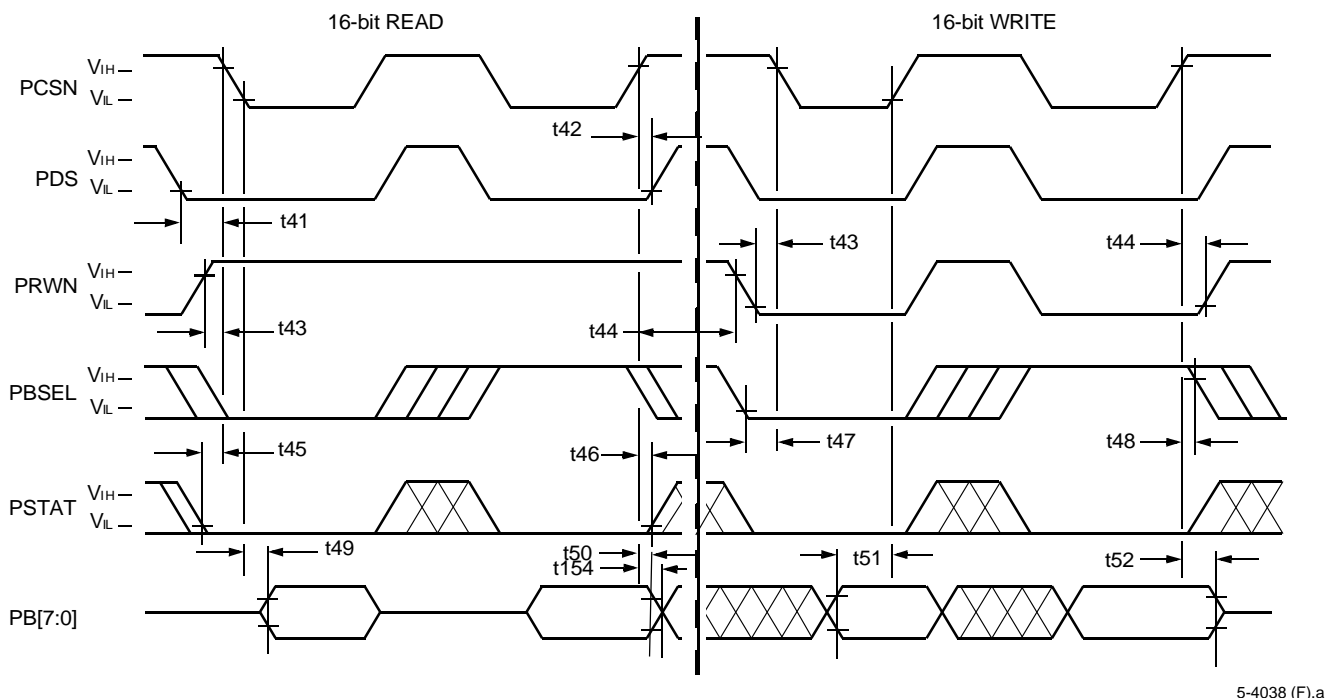 16-bit READ
16-bit WRITE
PCSN
VIH
VIL
t42
PDS
VIH
VIL
t41
t43
t44
PRWN
VIH
VIL
t43
t44
PBSEL
VIH
VIL
t45
t46
t47
t48
PSTAT
VIH
VIL
t49
t50
t154
t51
t52
PB[7:0]
5-4038 (F).a